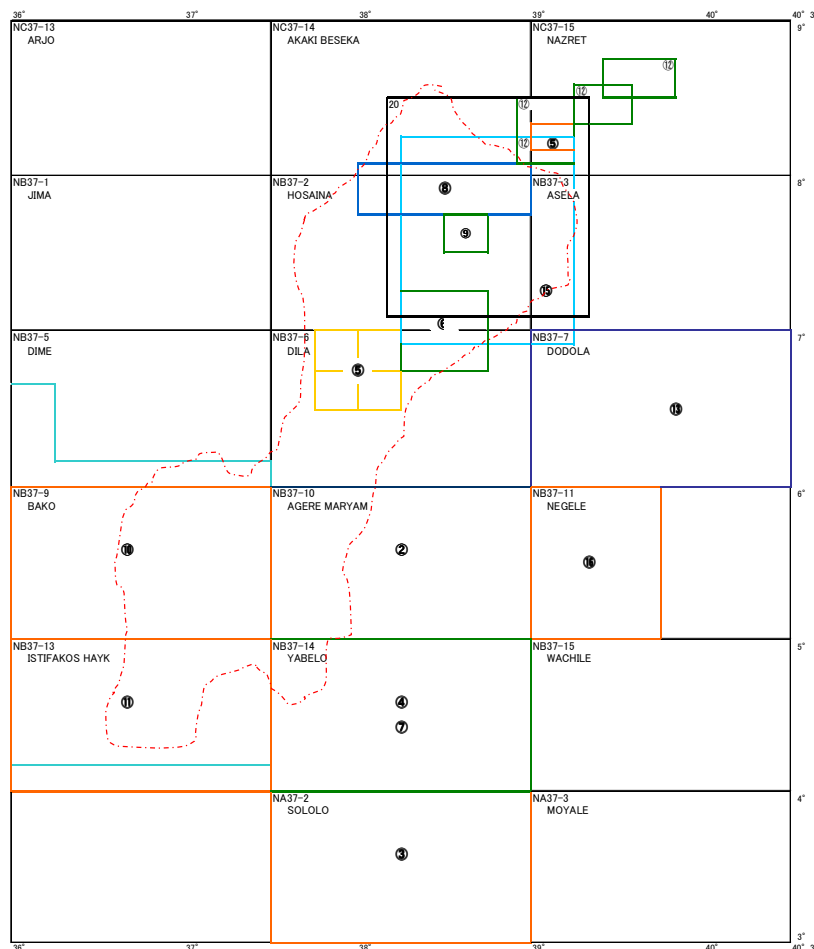 36° 37° 38° 39° 40° 40° 3
NC37-13 NC37-14 NC37-15 9°
ARJO AKAKI BESEKA NAZRET
⑫
⑫
20 ⑫
⑫ ⑮
NB37-1 NB37-2 NB37-3 8°
JIMA HOSAINA ASELA
⑧
⑨
⑮
⑥
NB37-5 NB37-6 NB37-7 7°
DIME DILA DODOLA
⑬
NB37-9 NB37-10 NB37-11 6°
BAKO AGERE MARYAM NEGELE
⑩ ② ⑯
NB37-13 NB37-14 NB37-15 5°
ISTIFAKOS HAYK YABELO WACHILE
⑪ ④
⑦
NA37-2 NA37-3 4°
SOLOLO MOYALE
③
3°
36° 37° 38° 39° 40° 40° 3